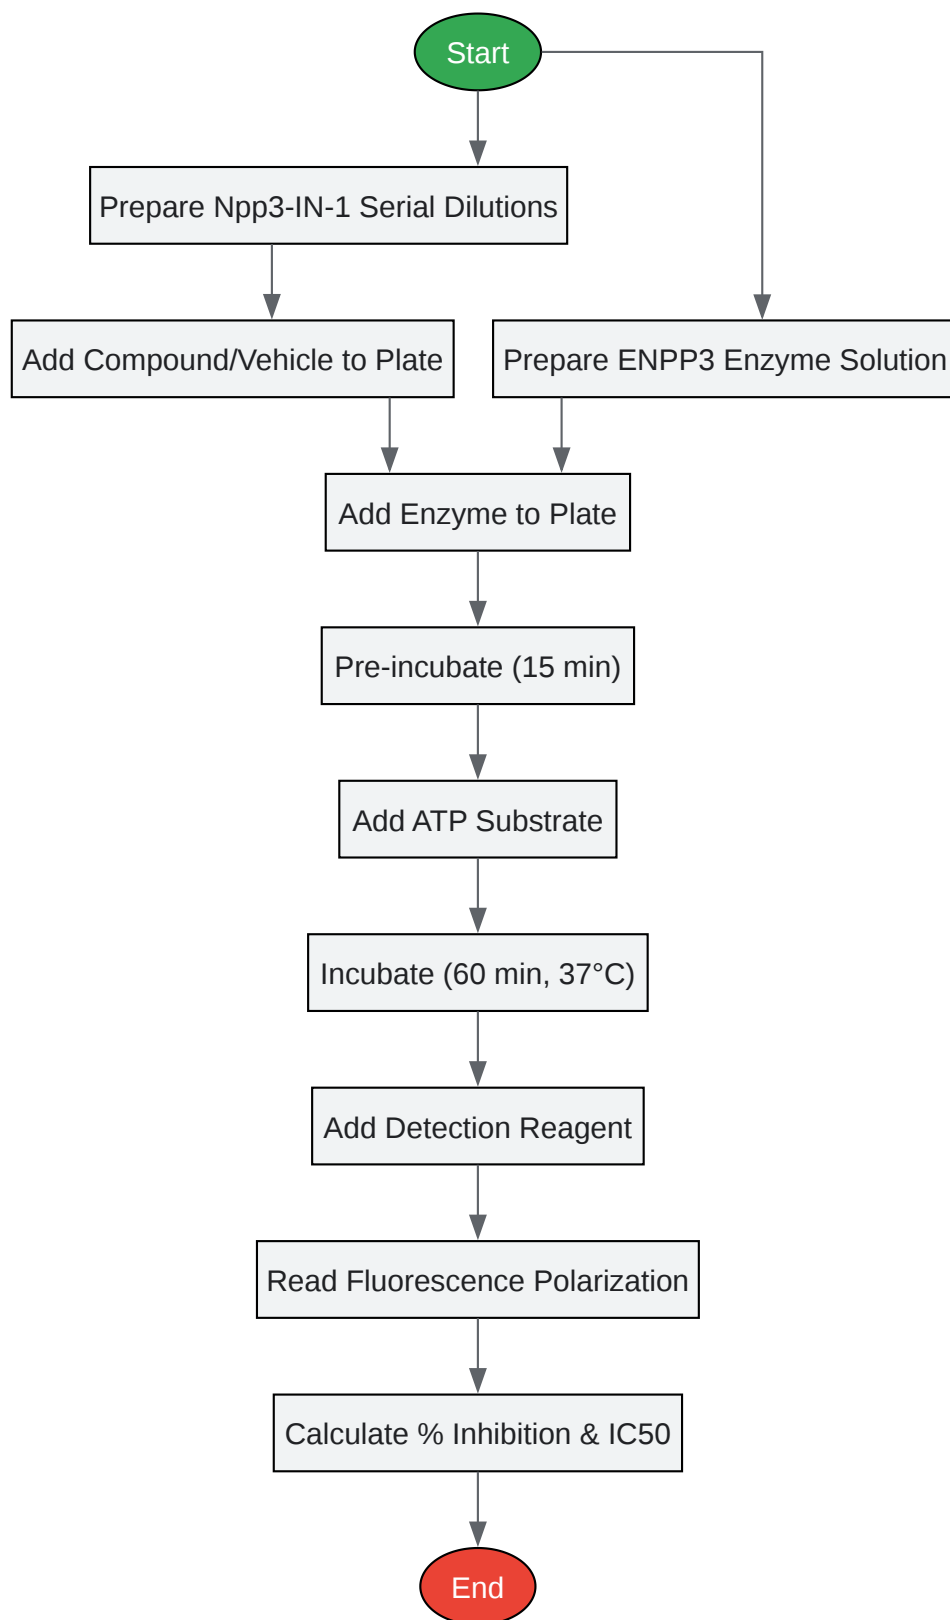 Start
Prepare Npp3-IN-1 Serial Dilutions
Add Compound/Vehicle to Plate
Prepare ENPP3 Enzyme Solution
Add Enzyme to Plate
Pre-incubate (15 min)
Add ATP Substrate
Incubate (60 min, 37°C)
Add Detection Reagent
Read Fluorescence Polarization
Calculate % Inhibition & IC50
End